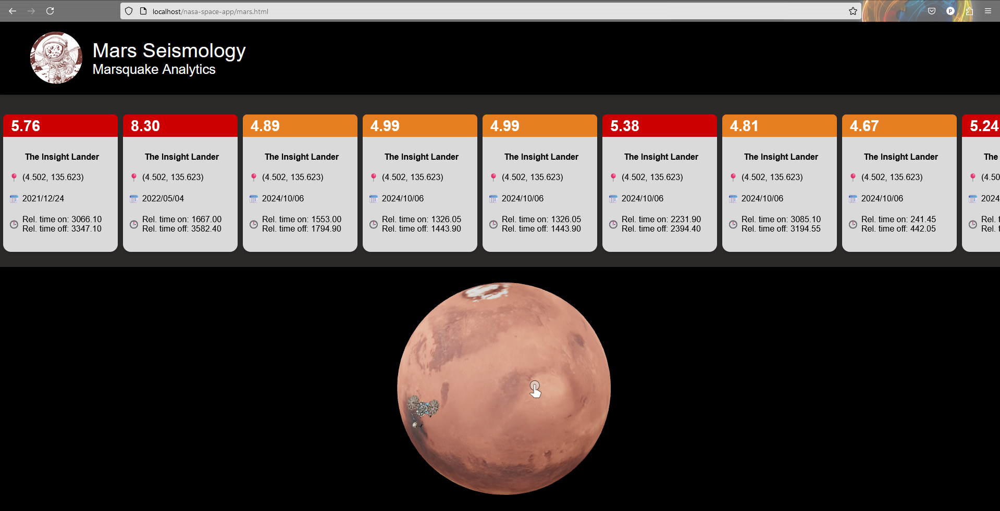 localhost/nasa-space-app/mars.html
P
Mars Seismology
Marsquake Analytics
5.76
The Insight Lander
(4.502, 135.623)
2021/12/24
Rel. time on: 3066.10
Rel. time off: 3347.10
8.30
The Insight Lander
(4.502, 135.623)
2022/05/04
Rel. time on: 1667.00
Rel. time off: 3582.40
4.89
The Insight Lander
(4.502, 135.623)
2024/10/06
Rel. time on: 1553.00
Rel. time off: 1794.90
4.99
The Insight Lander
(4.502, 135.623)
2024/10/06
Rel. time on: 1326.05
Rel. time off: 1443.90
4.99
The Insight Lander
(4.502, 135.623)
2024/10/06
Rel. time on: 1326.05
Rel. time off: 1443.90
5.38
The Insight Lander
(4.502, 135.623)
2024/10/06
Rel. time on: 2231.90
Rel. time off: 2394.40
4.81
The Insight Lander
(4.502, 135.623)
2024/10/06
Rel. time on: 3085.10
Rel. time off: 3194.55
4.67
The Insight Lander
(4.502, 135.623)
2024/10/06
Rel. time on: 241.45
Rel. time off: 442.05
5.24
The
(4.50
2024
Rel. t
Rel. t